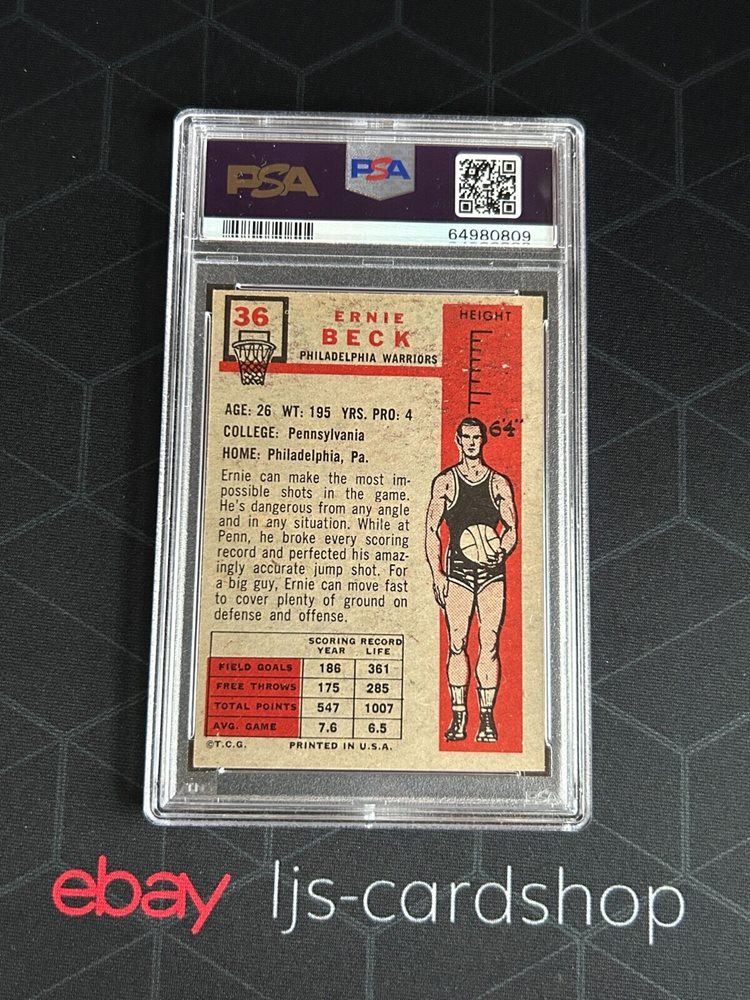 PSA
PSA
64980809
36
ERNIE
BECK
PHILADELPHIA WARRIORS
HEIGHT
6'4"
AGE: 26 WT: 195 YRS. PRO: 4
COLLEGE: Pennsylvania
HOME: Philadelphia, Pa.
Ernie can make the most im-
possible shots in the game.
He's dangerous from any angle
and in any situation. While at
Penn, he broke every scoring
record and perfected his amaz-
ingly accurate jump shot. For
a big guy, Ernie can move fast
to cover plenty of ground on
defense and offense.
SCORING RECORD
YEAR LIFE
FIELD GOALS 186 361
FREE THROWS 175 285
TOTAL POINTS 547 1007
AVG. GAME 7.6 6.5
©T.C.G. PRINTED IN U.S.A.
ebay ljs-cardshop